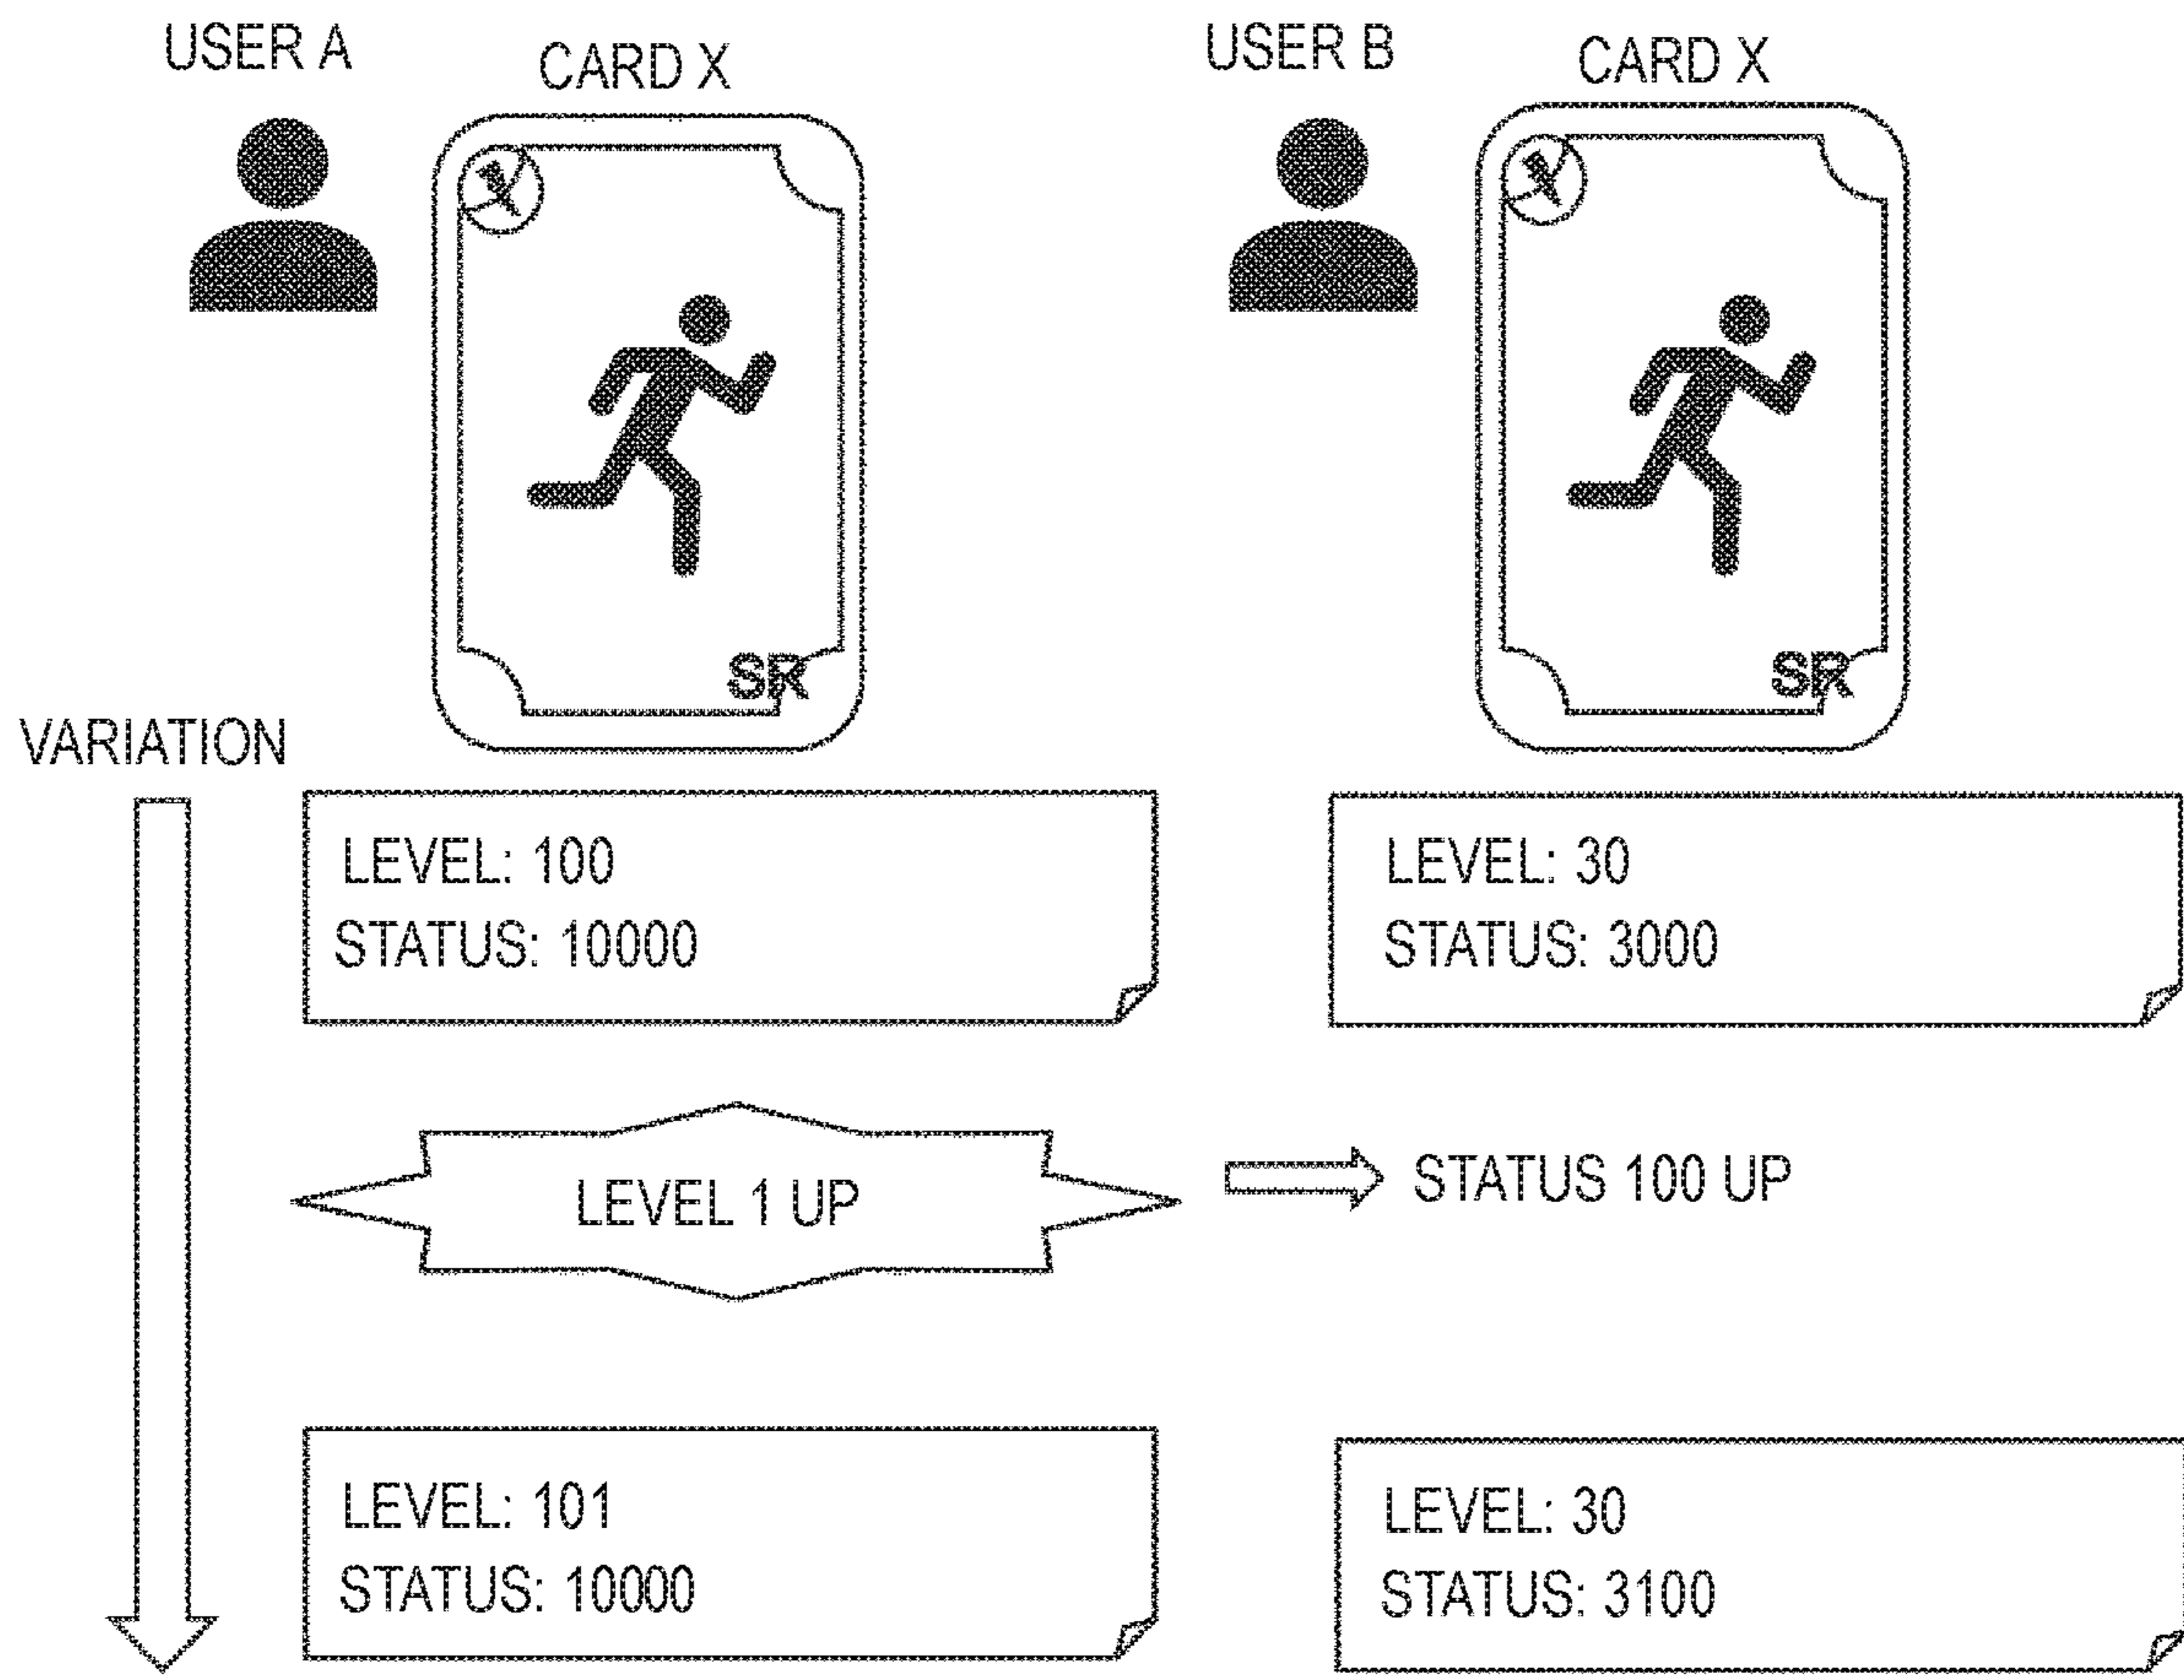 USER A
CARD X
USER B
CARD X
SR
SR
VARIATION
LEVEL: 100
STATUS: 10000
LEVEL: 30
STATUS: 3000
LEVEL 1 UP
STATUS 100 UP
LEVEL: 101
STATUS: 10000
LEVEL: 30
STATUS: 3100